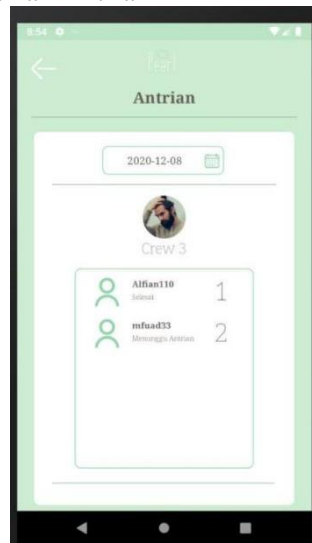 8:54
Antrian
2020-12-08
Crew 3
Alfian110
1
Selesai
mfuad33
2
Menunggu Antrian